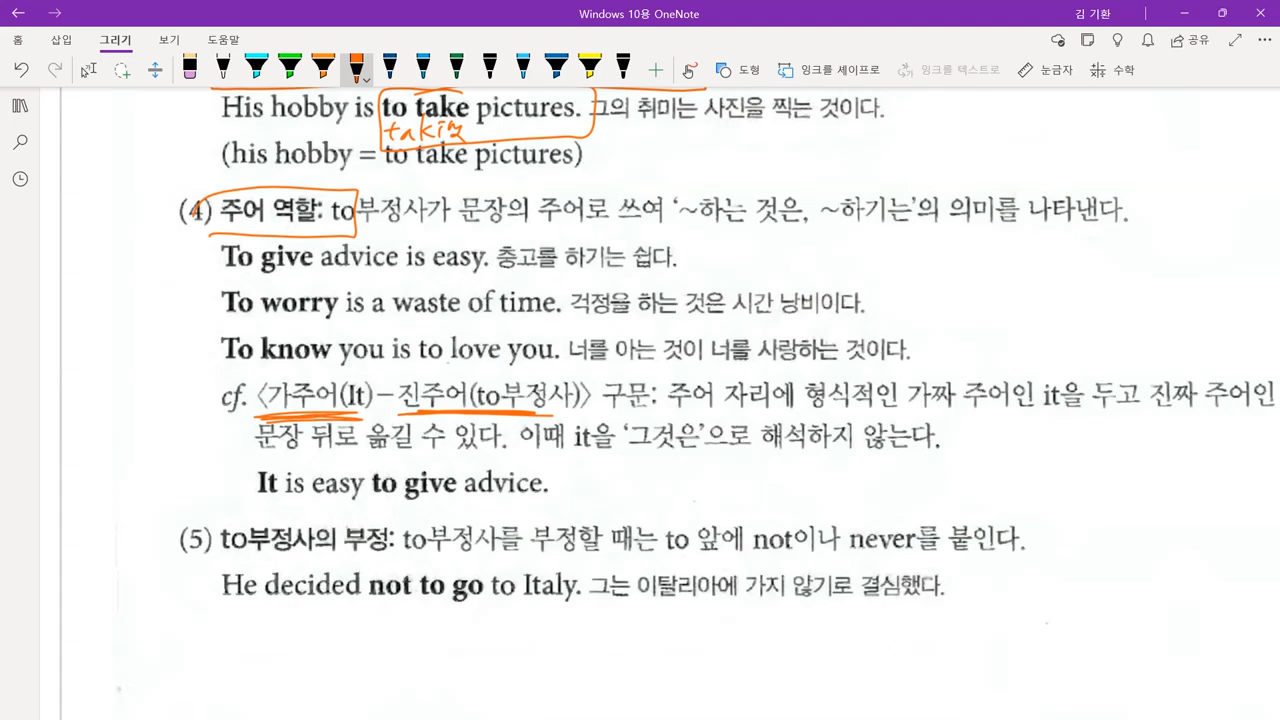 Windows 10용 OneNote
김 기환
홈 삽입 그리기 보기 도움말
공유
도형 잉크를 셰이프로 잉크를 텍스트로 눈금자 수학
His hobby is to take pictures. 그의 취미는 사진을 찍는 것이다.
taking
(his hobby = to take pictures)
(4) 주어 역할: to부정사가 문장의 주어로 쓰여 ‘~하는 것은, ~하기는’의 의미를 나타낸다.
To give advice is easy. 충고를 하기는 쉽다.
To worry is a waste of time. 걱정을 하는 것은 시간 낭비이다.
To know you is to love you. 너를 아는 것이 너를 사랑하는 것이다.
cf. 〈가주어(It)−진주어(to부정사)〉 구문: 주어 자리에 형식적인 가짜 주어인 it을 두고 진짜 주어인
문장 뒤로 옮길 수 있다. 이때 it을 ‘그것은’으로 해석하지 않는다.
It is easy to give advice.
(5) to부정사의 부정: to부정사를 부정할 때는 to 앞에 not이나 never를 붙인다.
He decided not to go to Italy. 그는 이탈리아에 가지 않기로 결심했다.